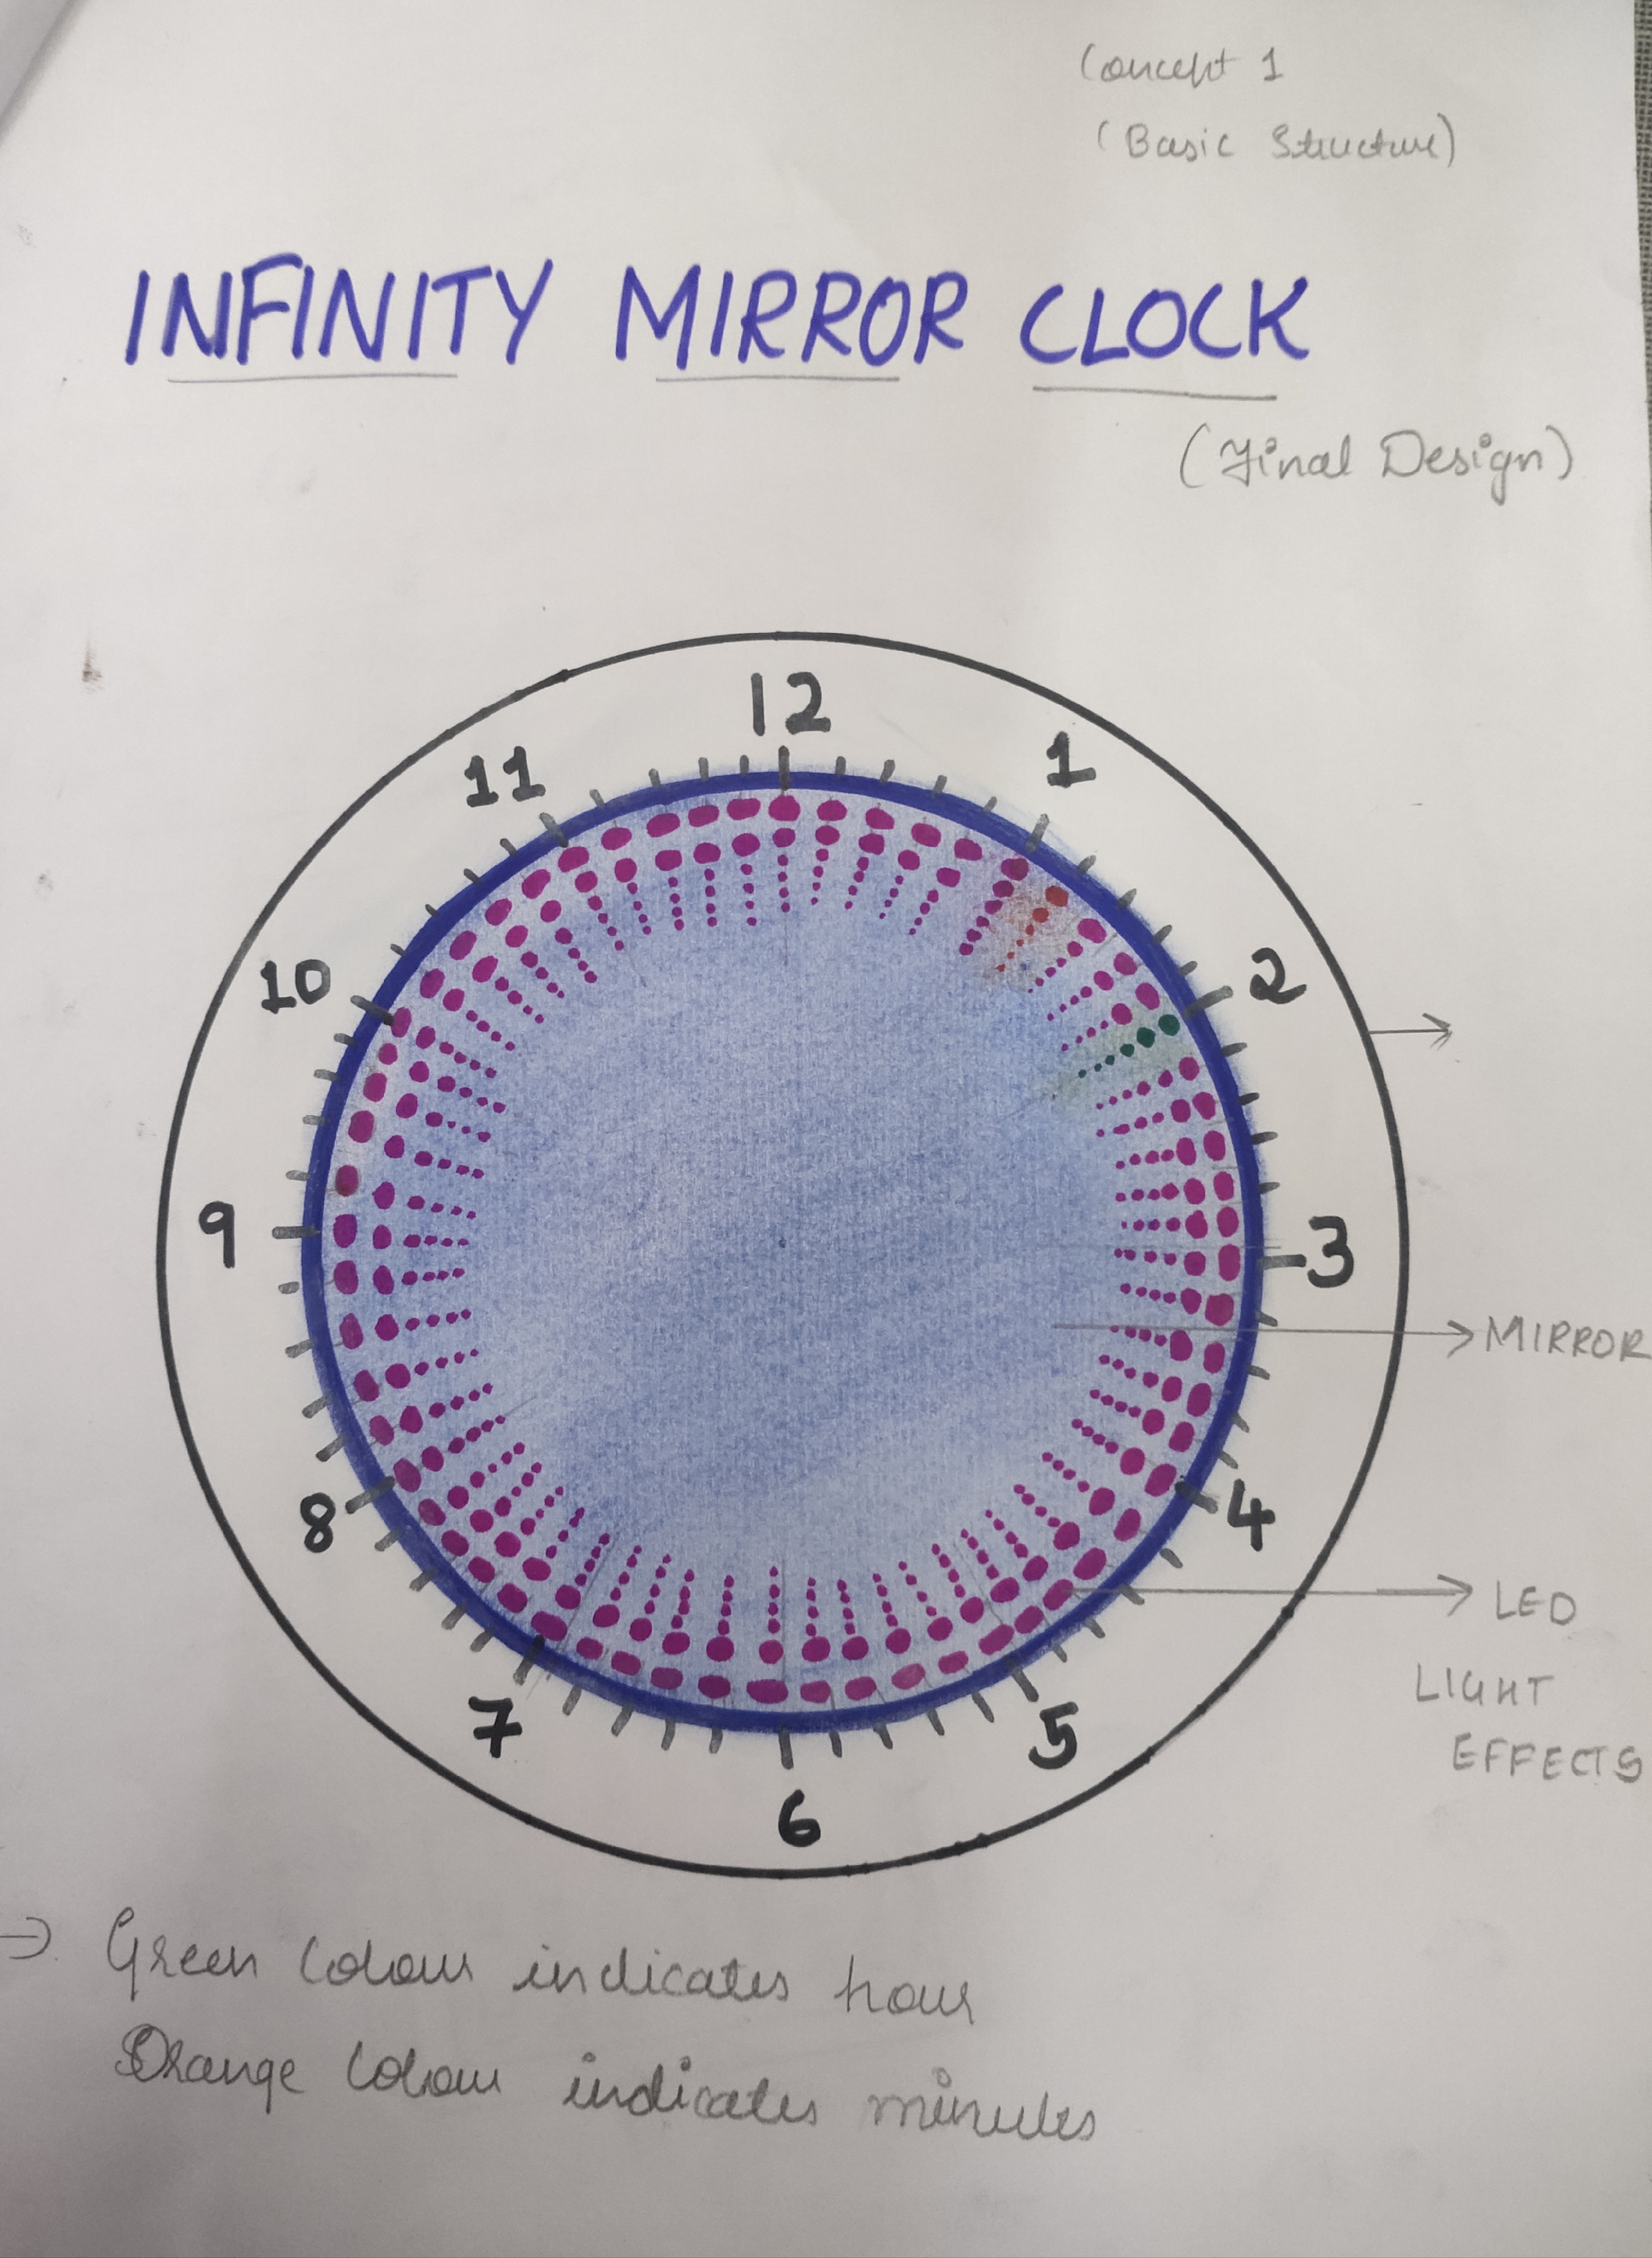 Concept 1
(Basic Structure)
INFINITY MIRROR CLOCK
(Final Design)
12
11
1
10
2
9
3
MIRROR
8
4
LED
LIGHT
7
5
EFFECTS
6
→ Green Colour indicates hour
Orange Colour indicates minutes